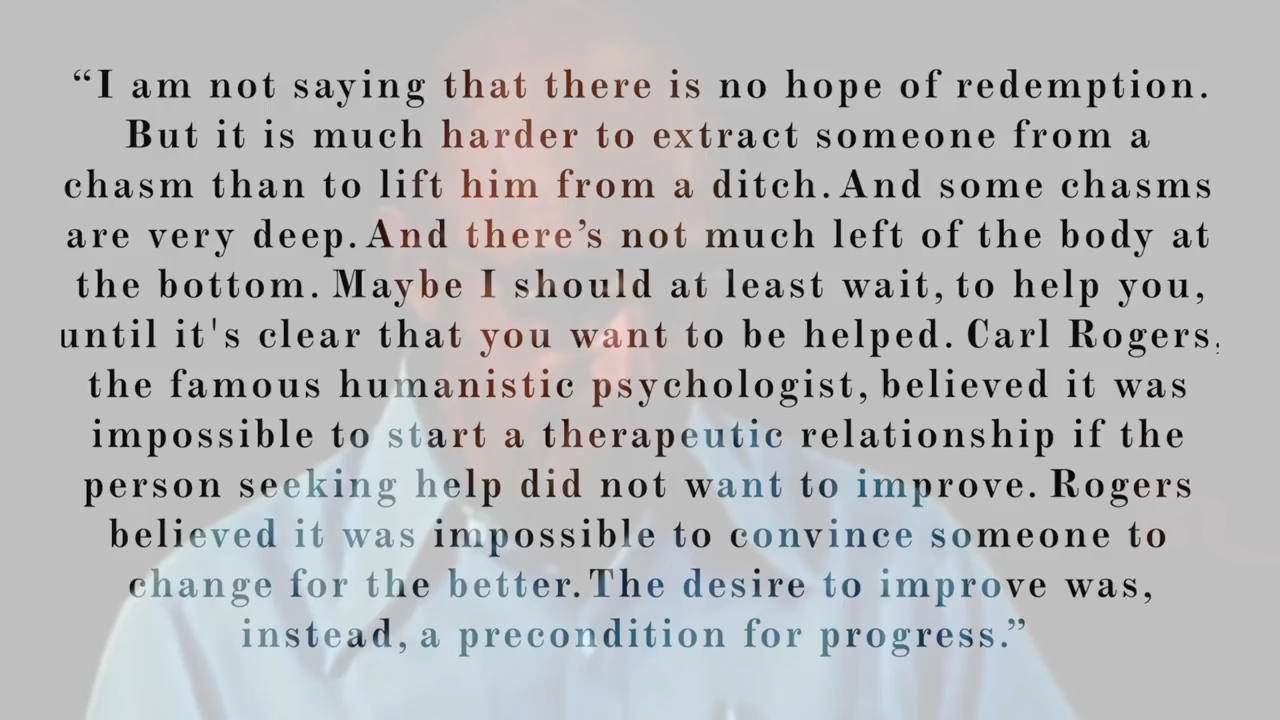 “I am not saying that there is no hope of redemption.
But it is much harder to extract someone from a
chasm than to lift him from a ditch. And some chasms
are very deep. And there’s not much left of the body at
the bottom. Maybe I should at least wait, to help you,
until it's clear that you want to be helped. Carl Rogers,
the famous humanistic psychologist, believed it was
impossible to start a therapeutic relationship if the
person seeking help did not want to improve. Rogers
believed it was impossible to convince someone to
change for the better. The desire to improve was,
instead, a precondition for progress.”